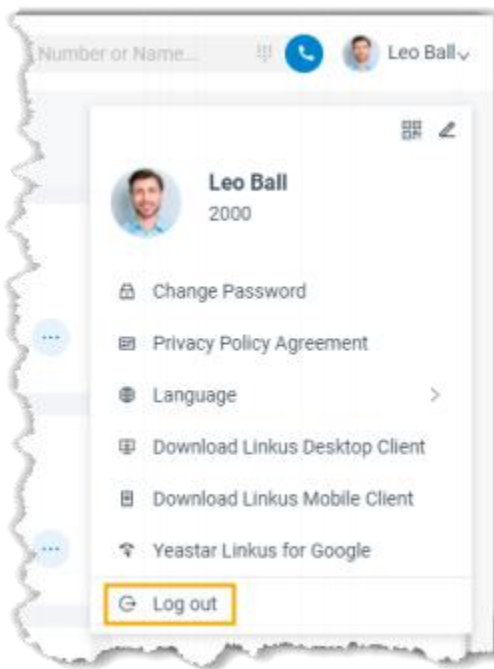 Number or Name...
Leo Ball
Leo Ball
2000
Change Password
Privacy Policy Agreement
Language
Download Linkus Desktop Client
Download Linkus Mobile Client
Yeastar Linkus for Google
Log out